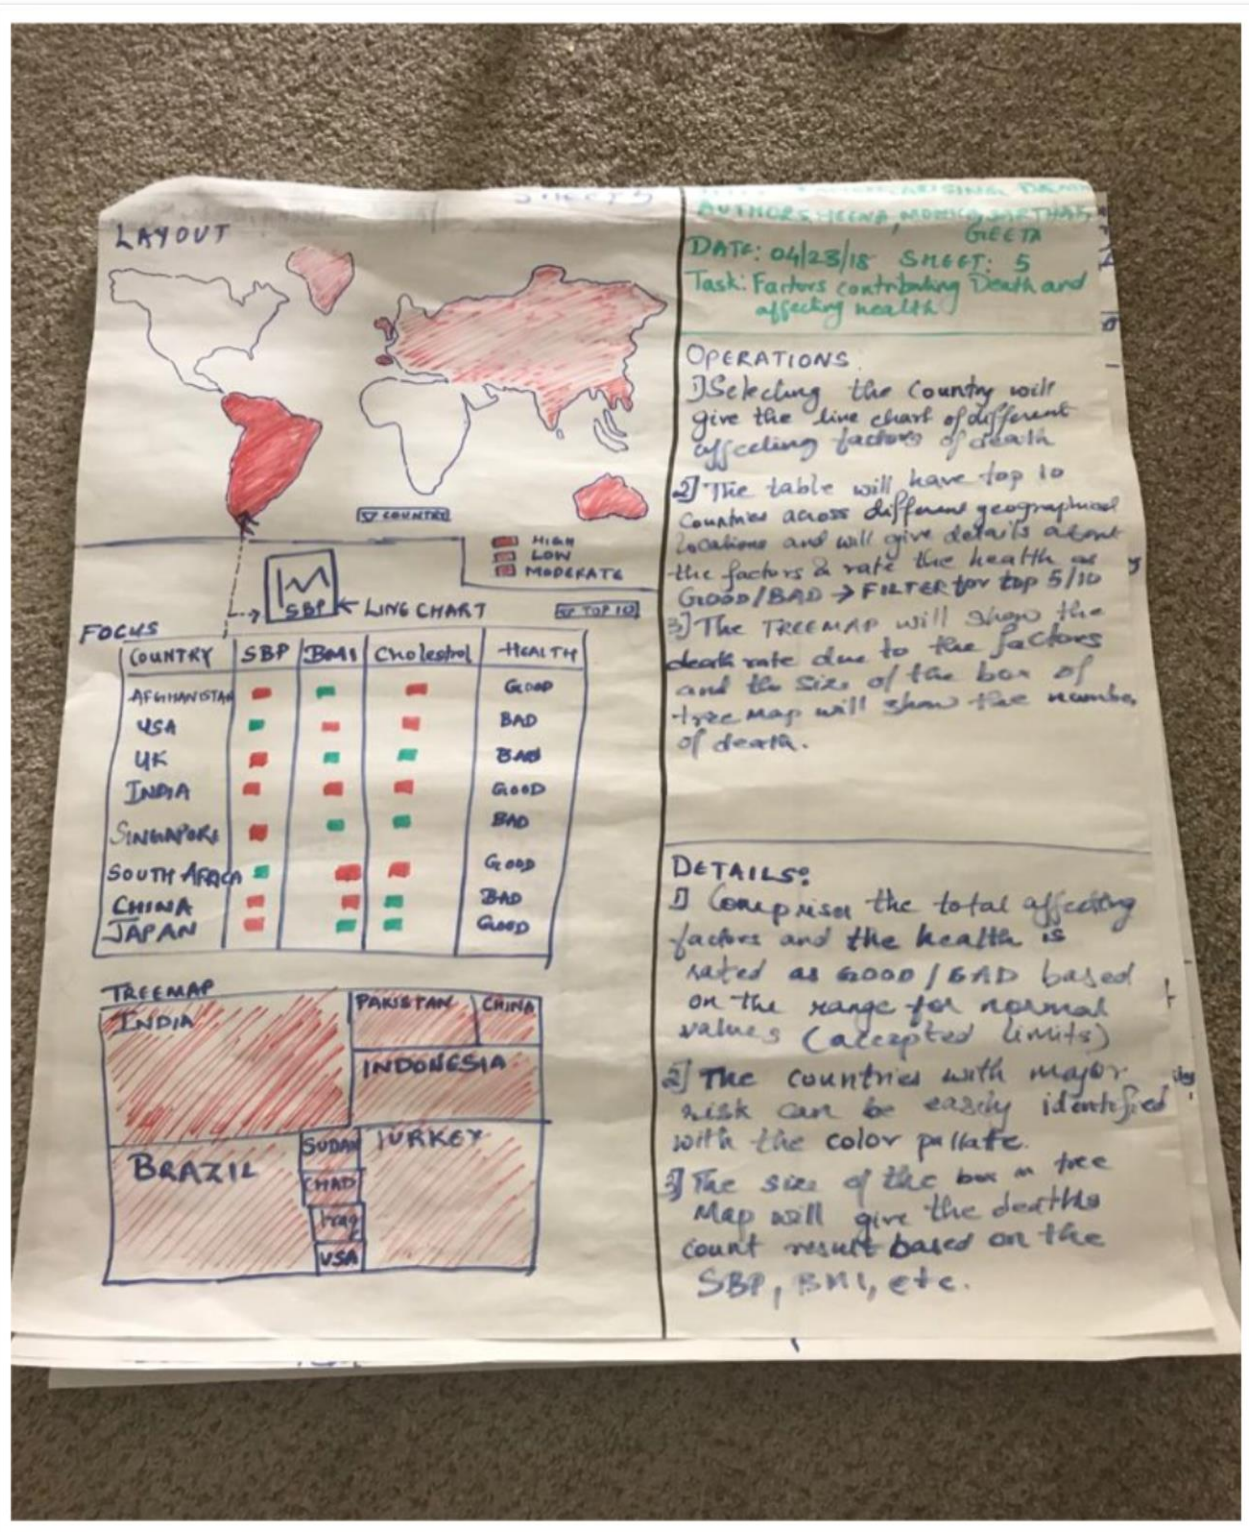 SHEET 5
LAYOUT
COUNTRY
HIGH
LOW
MODERATE
SBP
LINE CHART
TOP 10
FOCUS
COUNTRY SBP BMI Cholestrol HEALTH
AFGHANISTAN GOOD
USA BAD
UK BAD
INDIA GOOD
SINGAPORE BAD
SOUTH AFRICA GOOD
CHINA BAD
JAPAN GOOD
TREEMAP
INDIA
PAKISTAN
CHINA
INDONESIA
BRAZIL
SUDAN
TURKEY
CHAD
Iraq
USA
AUTHORS, HEENA, MONICA, SARTHAK,
GEETA
DATE: 04/23/18 SHEET: 5
Task: Factors contributing Death and
affecting health
OPERATIONS:
1) Selecting the Country will
give the line chart of different
affecting factors of death
2] The table will have top 10
Countries across different geographical
locations and will give details about
the factors & rate the health as
GOOD/BAD → FILTER for top 5/10
3] The TREEMAP will show the
death rate due to the factors
and the size of the box of
tree map will show the number
of death.
DETAILS:
1] Comprises the total affecting
factors and the health is
rated as GOOD/BAD based
on the range for normal
values (accepted limits)
2] The countries with major
risk can be easily identified
with the color pallate.
3] The size of the box in tree
Map will give the deaths
count result based on the
SBP, BMI, etc.